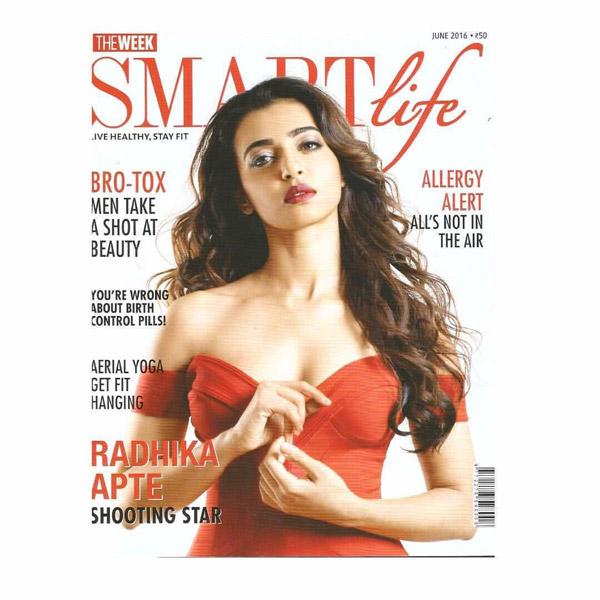 THE WEEK
JUNE 2016 • ₹50
SMARTlife
LIVE HEALTHY, STAY FIT
BRO-TOX
MEN TAKE
A SHOT AT
BEAUTY
ALLERGY
ALERT
ALL'S NOT IN
THE AIR
YOU'RE WRONG
ABOUT BIRTH
CONTROL PILLS!
AERIAL YOGA
GET FIT
HANGING
RADHIKA
APTE
SHOOTING STAR